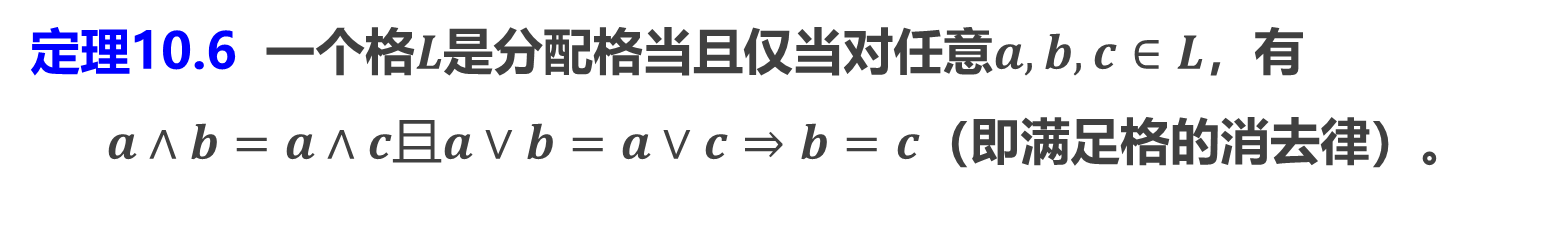 定理10.6 一个格L是分配格当且仅当对任意a, b, c ∈ L，有
a ∧ b = a ∧ c且a ∨ b = a ∨ c ⇒ b = c（即满足格的消去律）。